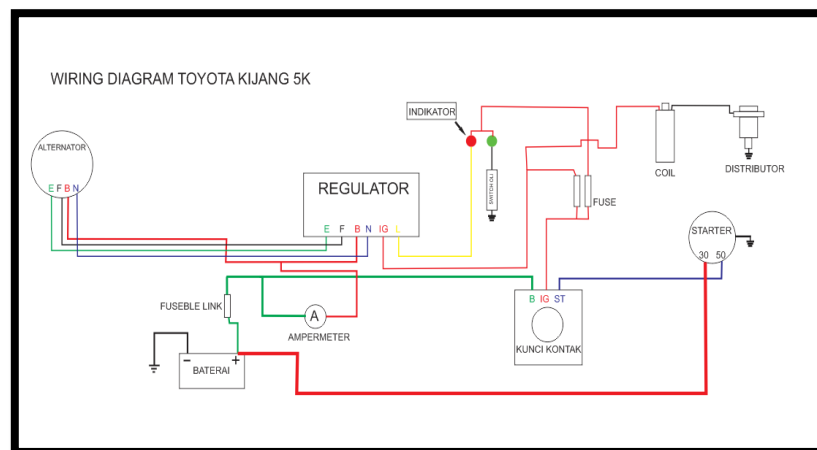 WIRING DIAGRAM TOYOTA KIJANG 5K
INDIKATOR
ALTERNATOR
E F B N
REGULATOR
E F B N IG L
SWITCH OLI
FUSE
COIL
DISTRIBUTOR
STARTER
30 50
FUSEBLE LINK
A
AMPERMETER
B IG ST
KUNCI KONTAK
- +
BATERAI